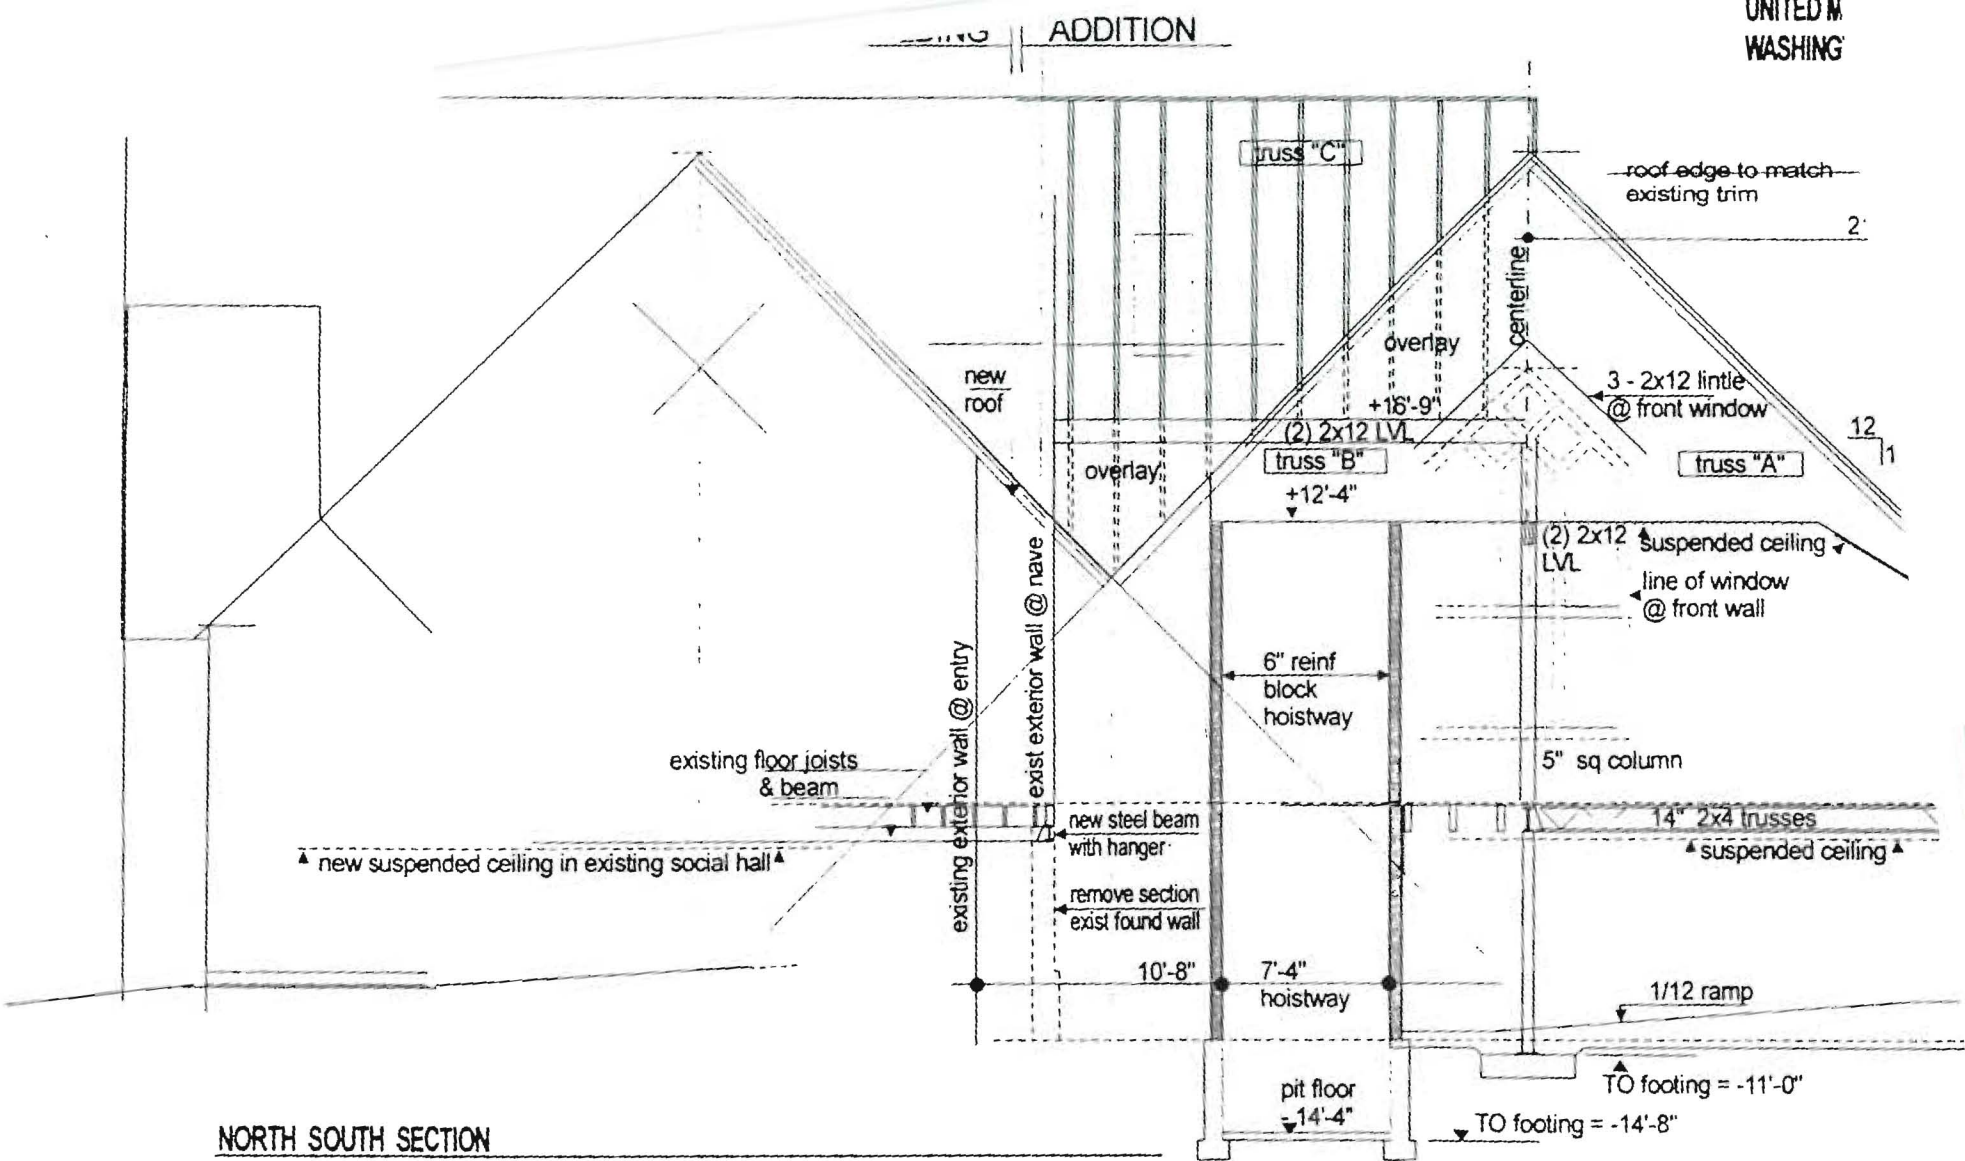 UNITED M
WASHING
ADDITION
truss "C"
roof edge to match
existing trim
2'
centerline
overlay
new
roof
3 - 2x12 lintle
@ front window
+16'-9"
(2) 2x12 LVL
12
1
overlay
truss "B"
truss "A"
+12'-4"
(2) 2x12
LVL
suspended ceiling
line of window
@ front wall
exist exterior wall @ nave
existing exterior wall @ entry
6" reinf
block
hoistway
existing floor joists
& beam
5" sq column
new steel beam
with hanger
14" 2x4 trusses
suspended ceiling
new suspended ceiling in existing social hall
remove section
exist found wall
10'-8"
7'-4"
hoistway
1/12 ramp
pit floor
-14'-4"
TO footing = -11'-0"
TO footing = -14'-8"
NORTH SOUTH SECTION